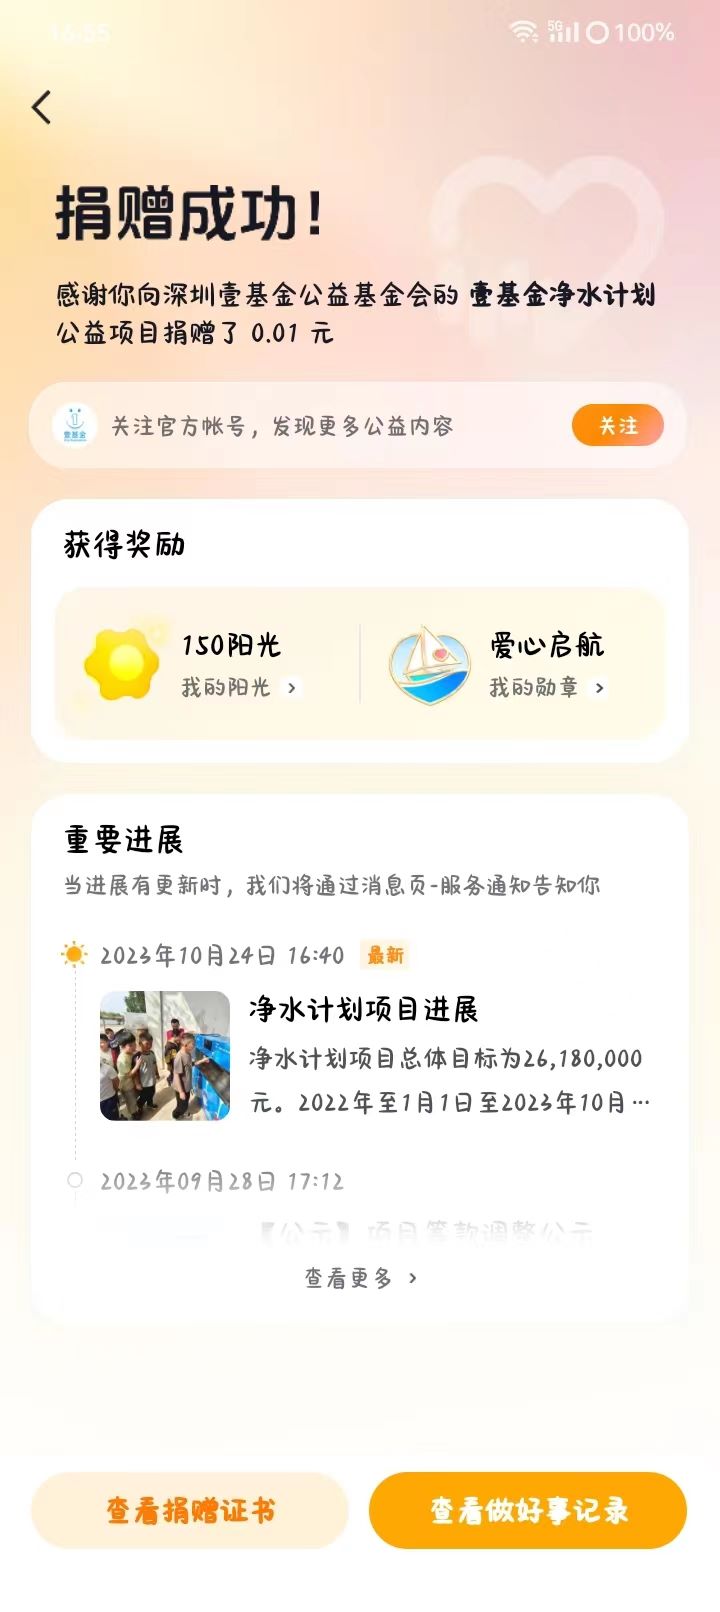 16:55
5G 100%
捐赠成功!
感谢你向深圳壹基金公益基金会的 壹基金净水计划
公益项目捐赠了 0.01 元
壹基金
关注官方帐号，发现更多公益内容
关注
获得奖励
150阳光
我的阳光 >
爱心启航
我的勋章 >
重要进展
当进展有更新时，我们将通过消息页-服务通知告知你
2023年10月24日 16:40 最新
净水计划项目进展
净水计划项目总体目标为26,180,000
元。2022年至1月1日至2023年10月…
2023年09月28日 17:12
【公示】项目筹款调整公示
查看更多 >
查看捐赠证书
查看做好事记录